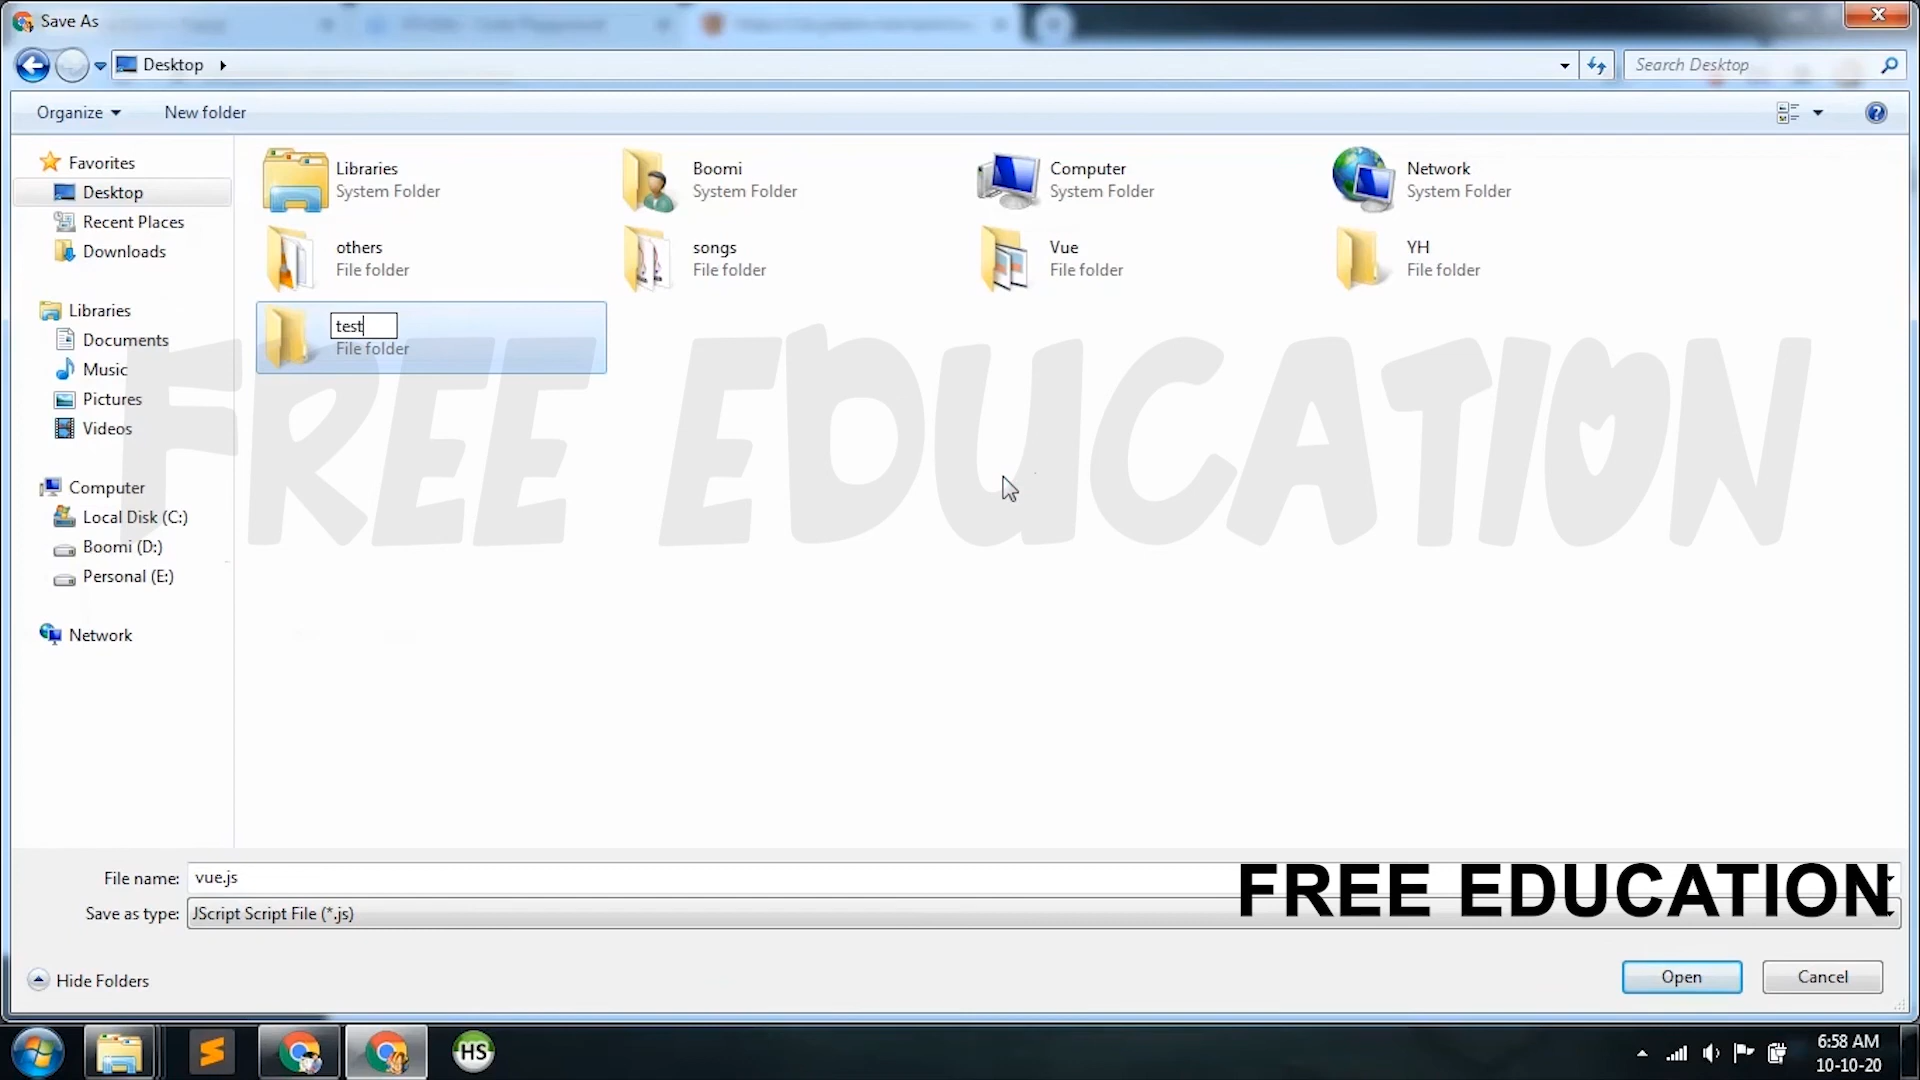 Save As
Desktop
Search Desktop
Organize
New folder
Favorites
Desktop
Recent Places
Downloads
Libraries
Documents
Music
Pictures
Videos
Computer
Local Disk (C:)
Boomi (D:)
Personal (E:)
Network
Libraries
System Folder
Boomi
System Folder
Computer
System Folder
Network
System Folder
others
File folder
songs
File folder
Vue
File folder
YH
File folder
test
File folder
FREE EDUCATION
File name: vue.js
Save as type: JScript Script File (*.js)
FREE EDUCATION
Hide Folders
Open
Cancel
HS
6:58 AM
10-10-20